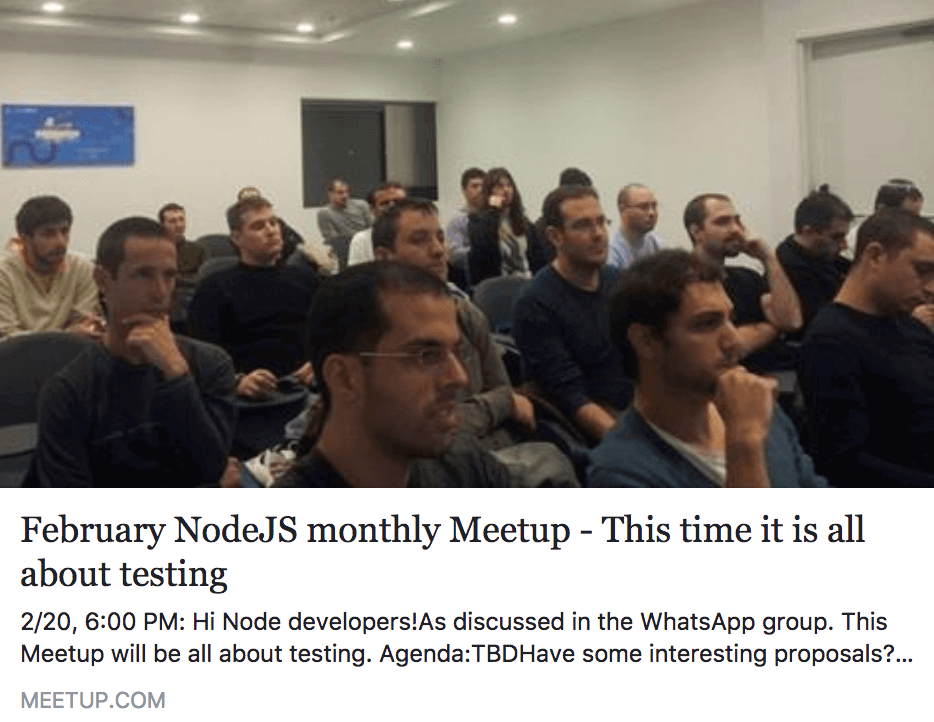 February NodeJS monthly Meetup - This time it is all
about testing
2/20, 6:00 PM: Hi Node developers!As discussed in the WhatsApp group. This
Meetup will be all about testing. Agenda:TBDHave some interesting proposals?...
MEETUP.COM